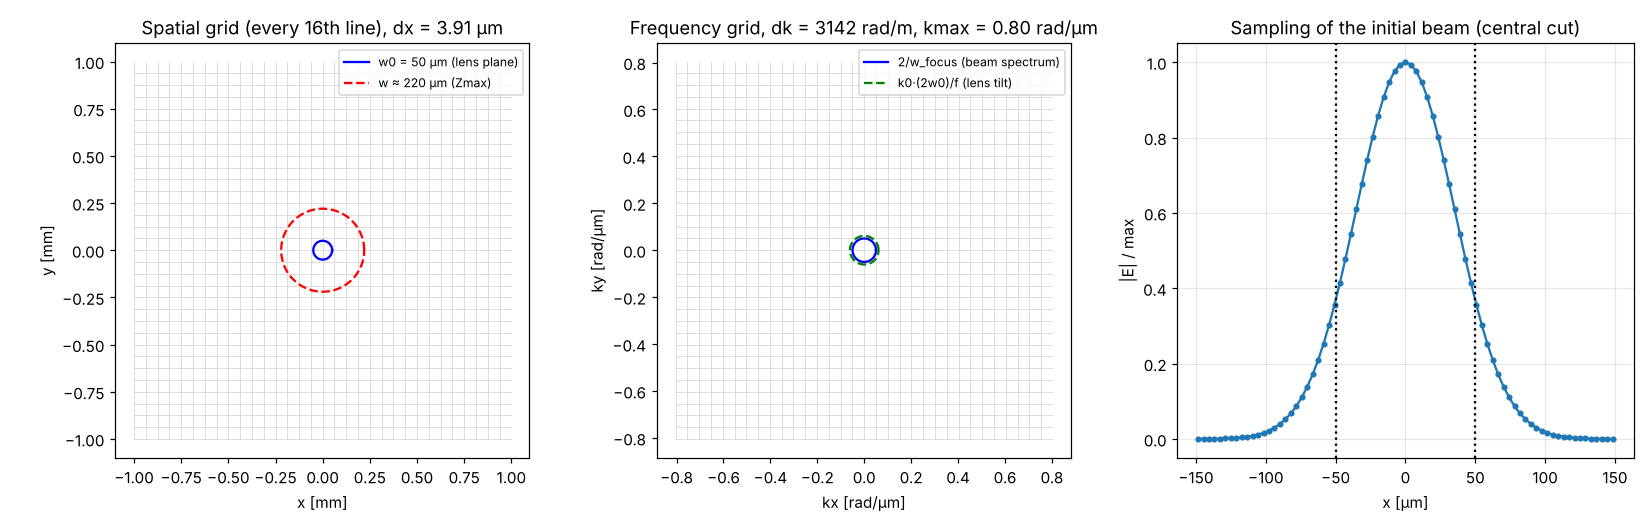 Spatial grid (every 16th line), dx = 3.91 µm
w0 = 50 µm (lens plane)
w ≈ 220 µm (Zmax)
1.00
0.75
0.50
0.25
0.00
−0.25
−0.50
−0.75
−1.00
y [mm]
−1.00 −0.75 −0.50 −0.25 0.00 0.25 0.50 0.75 1.00
x [mm]
Frequency grid, dk = 3142 rad/m, kmax = 0.80 rad/µm
2/w_focus (beam spectrum)
k0·(2w0)/f (lens tilt)
0.8
0.6
0.4
0.2
0.0
−0.2
−0.4
−0.6
−0.8
ky [rad/µm]
−0.8 −0.6 −0.4 −0.2 0.0 0.2 0.4 0.6 0.8
kx [rad/µm]
Sampling of the initial beam (central cut)
1.0
0.8
0.6
0.4
0.2
0.0
|E| / max
−150 −100 −50 0 50 100 150
x [µm]